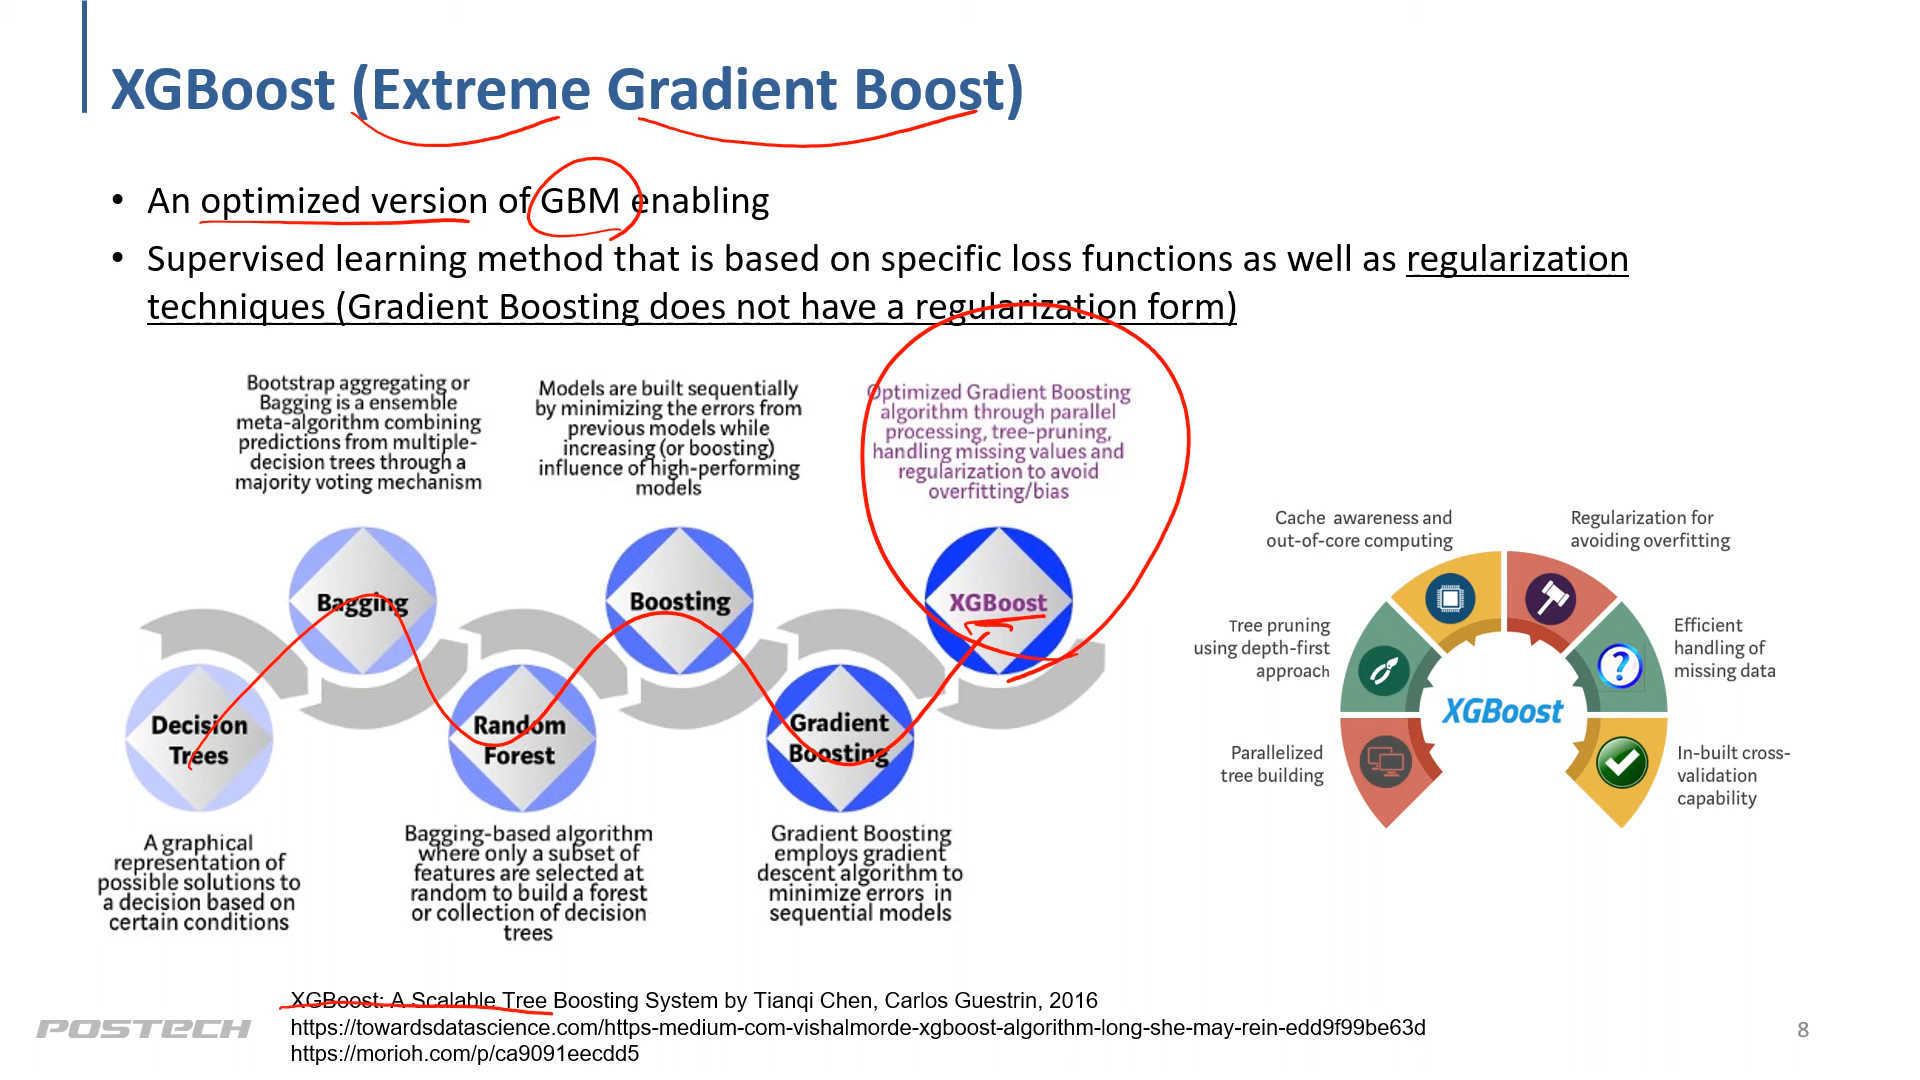 XGBoost (Extreme Gradient Boost)
• An optimized version of GBM enabling
• Supervised learning method that is based on specific loss functions as well as regularization
techniques (Gradient Boosting does not have a regularization form)
Bootstrap aggregating or
Bagging is a ensemble
meta-algorithm combining
predictions from multiple-
decision trees through a
majority voting mechanism
Models are built sequentially
by minimizing the errors from
previous models while
increasing (or boosting)
influence of high-performing
models
Optimized Gradient Boosting
algorithm through parallel
processing, tree-pruning,
handling missing values and
regularization to avoid
overfitting/bias
Bagging
Boosting
XGBoost
Decision
Trees
Random
Forest
Gradient
Boosting
A graphical
representation of
possible solutions to
a decision based on
certain conditions
Bagging-based algorithm
where only a subset of
features are selected at
random to build a forest
or collection of decision
trees
Gradient Boosting
employs gradient
descent algorithm to
minimize errors in
sequential models
Cache awareness and
out-of-core computing
Regularization for
avoiding overfitting
Tree pruning
using depth-first
approach
Efficient
handling of
missing data
XGBoost
Parallelized
tree building
In-built cross-
validation
capability
XGBoost: A Scalable Tree Boosting System by Tianqi Chen, Carlos Guestrin, 2016
https://towardsdatascience.com/https-medium-com-vishalmorde-xgboost-algorithm-long-she-may-rein-edd9f99be63d
https://morioh.com/p/ca9091eecdd5
POSTECH
8